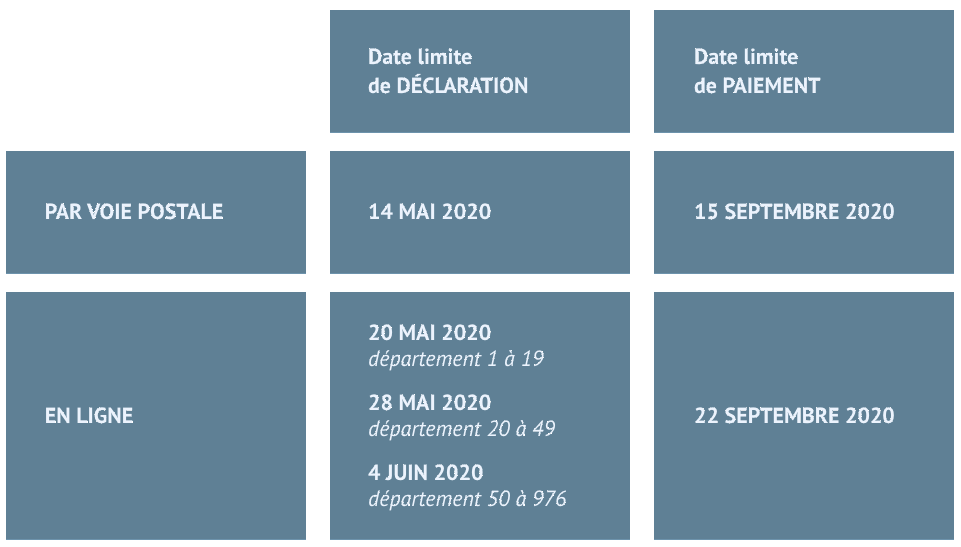 Date limite
de DÉCLARATION
Date limite
de PAIEMENT
PAR VOIE POSTALE
14 MAI 2020
15 SEPTEMBRE 2020
EN LIGNE
20 MAI 2020
département 1 à 19
28 MAI 2020
département 20 à 49
4 JUIN 2020
département 50 à 976
22 SEPTEMBRE 2020